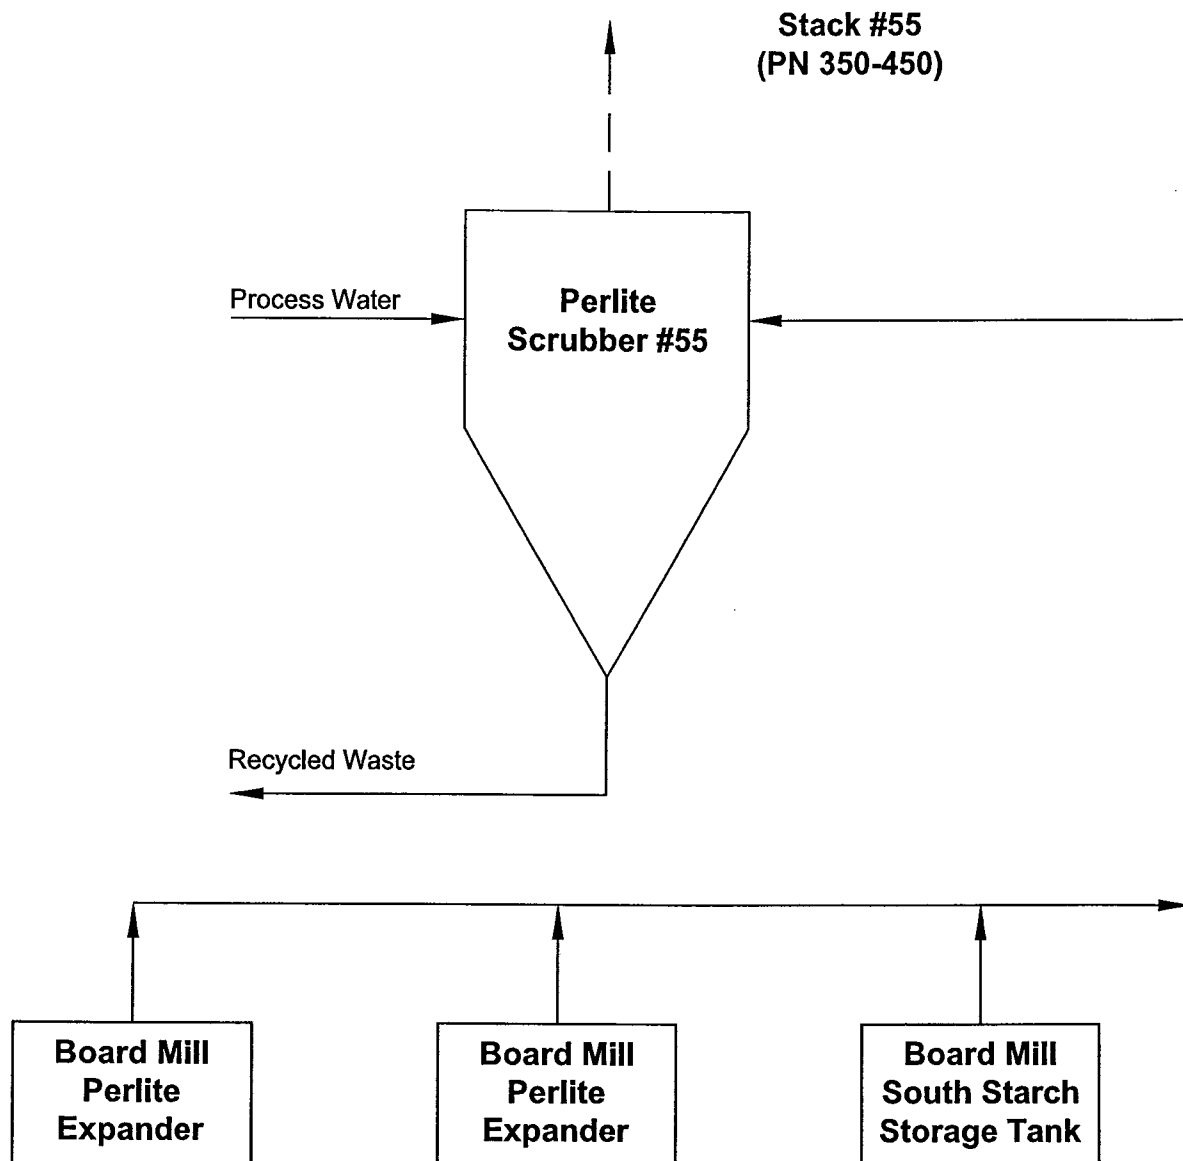 Stack #55
(PN 350-450)
Process Water
Perlite
Scrubber #55
Recycled Waste
Board Mill
Perlite
Expander
Board Mill
Perlite
Expander
Board Mill
South Starch
Storage Tank